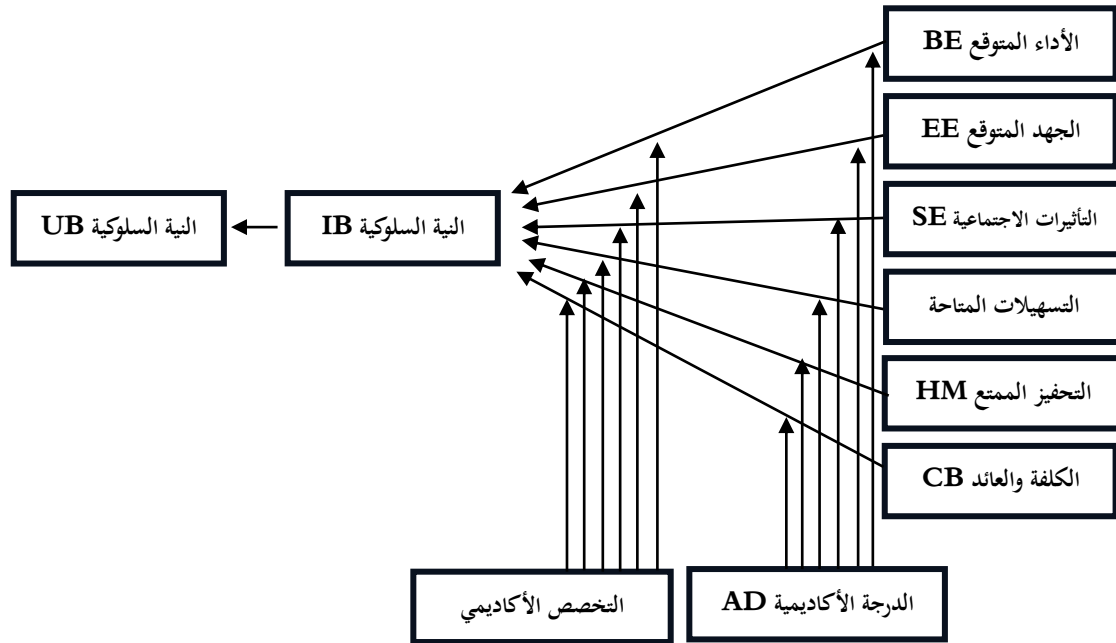 الأداء المتوقع BE
الجهد المتوقع EE
التأثيرات الاجتماعية SE
النية السلوكية IB
النية السلوكية UB
التسهيلات المتاحة
التحفيز الممتع HM
الكلفة والعائد CB
الدرجة الأكاديمية AD
التخصص الأكاديمي